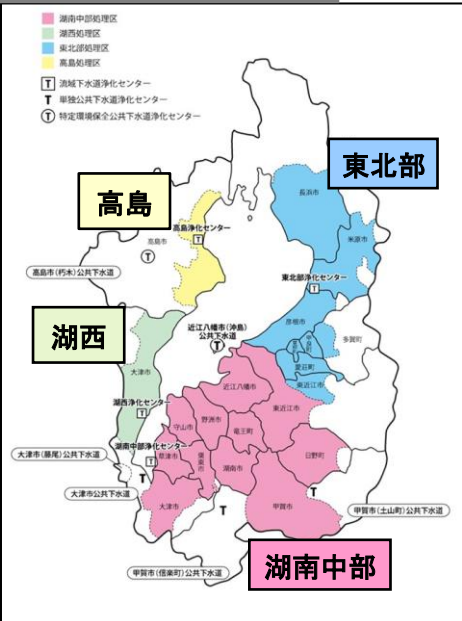 湖南中部処理区
湖西処理区
東北部処理区
高島処理区
T 流域下水道浄化センター
T 単独公共下水道浄化センター
T 特定環境保全公共下水道浄化センター
東北部
高島
長浜市
高島浄化センター
T
高島市
T
米原市
高島市(朽木)公共下水道
東北部浄化センター
T
湖西
近江八幡市(沖島)
公共下水道
T
彦根市
甲良町
多賀町
愛荘町
大津市
東近江市
近江八幡市
湖西浄化センター
T
東近江市
守山市
野洲市
竜王町
湖南中部浄化センター
T
草津市
栗東市
湖南市
日野町
大津市(藤尾)公共下水道
T
大津市公共下水道
大津市
甲賀市
T
T
甲賀市(土山町)公共下水道
甲賀市(信楽町)公共下水道
湖南中部